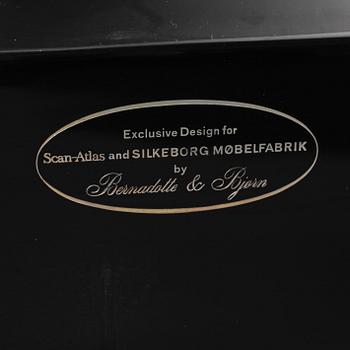 Exclusive Design for
Scan-Atlas and SILKEBORG MØBELFABRIK
by
Bernadotte & Bjørn